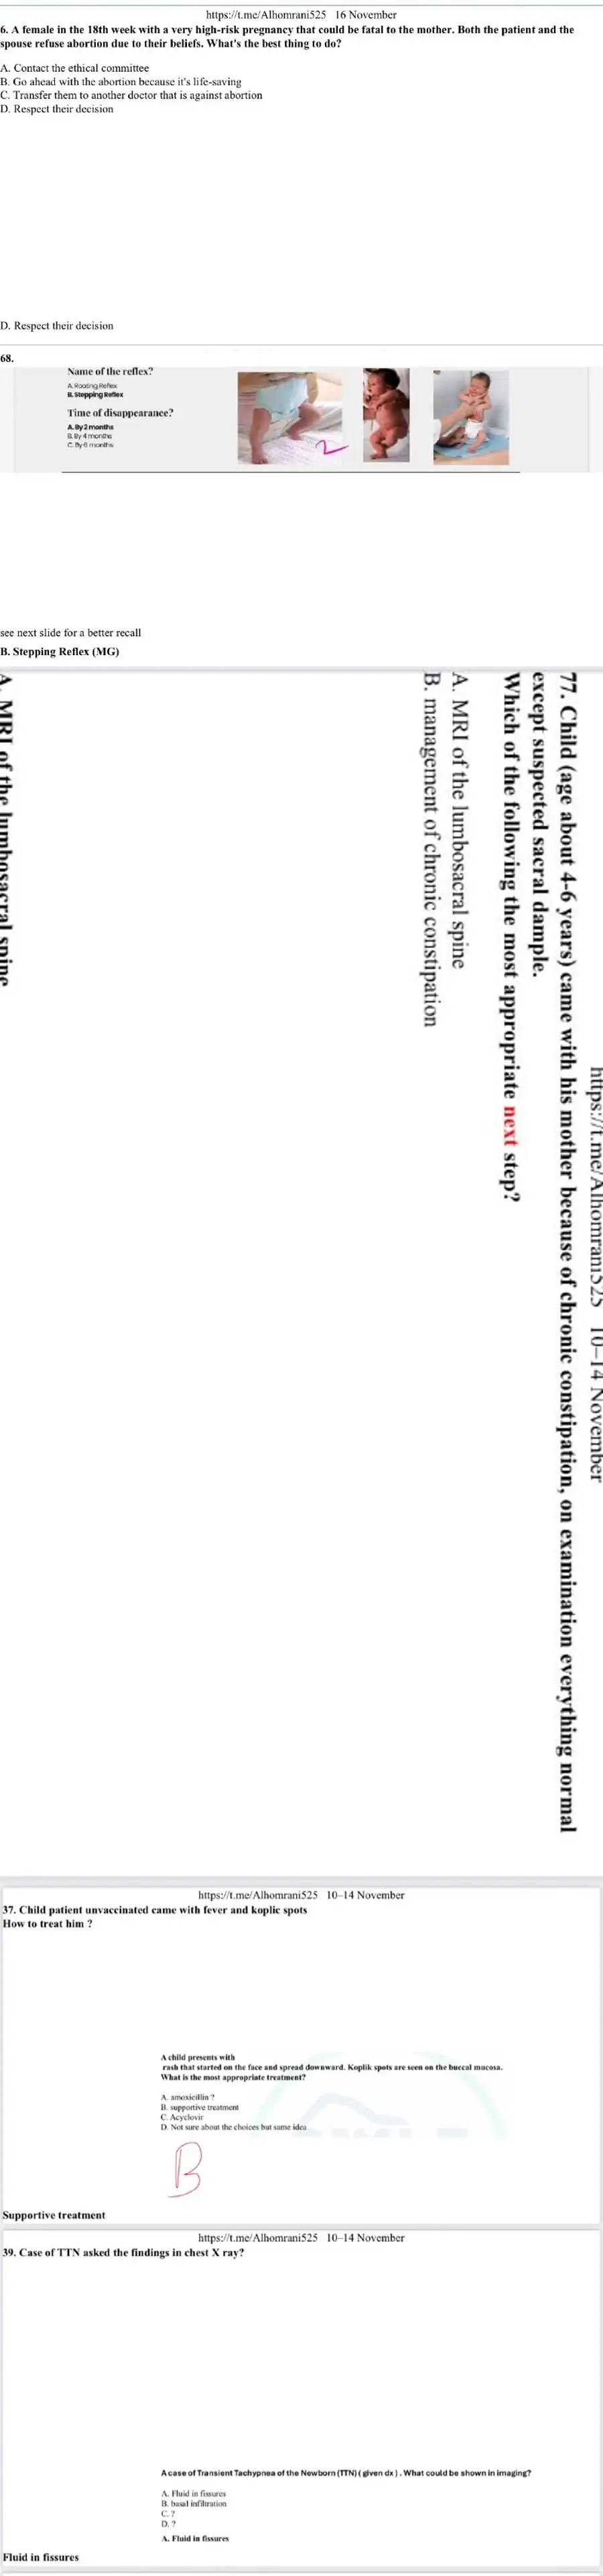 https://t.me/Alhomrani525 16 November
6. A female in the 18th week with a very high-risk pregnancy that could be fatal to the mother. Both the patient and the
spouse refuse abortion due to their beliefs. What's the best thing to do?
A. Contact the ethical committee
B. Go ahead with the abortion because it's life-saving
C. Transfer them to another doctor that is against abortion
D. Respect their decision
D. Respect their decision
68.
Name of the reflex?
A. Rooting Reflex
B. Stepping Reflex
Time of disappearance?
A. By 2 months
B. By 4 months
C. By 6 months
2
see next slide for a better recall
B. Stepping Reflex (MG)
https://t.me/Alhomrani525 10–14 November
77. Child (age about 4-6 years) came with his mother because of chronic constipation, on examination everything normal
except suspected sacral dample.
Which of the following the most appropriate next step?
A. MRI of the lumbosacral spine
B. management of chronic constipation
A. MRI of the lumbosacral spine
https://t.me/Alhomrani525 10–14 November
37. Child patient unvaccinated came with fever and koplic spots
How to treat him ?
A child presents with
rash that started on the face and spread downward. Koplik spots are seen on the buccal mucosa.
What is the most appropriate treatment?
A. amoxicillin ?
B. supportive treatment
C. Acyclovir
D. Not sure about the choices but same idea
B
Supportive treatment
https://t.me/Alhomrani525 10–14 November
39. Case of TTN asked the findings in chest X ray?
A case of Transient Tachypnea of the Newborn (TTN) ( given dx ) . What could be shown in imaging?
A. Fluid in fissures
B. basal infiltration
C. ?
D. ?
A. Fluid in fissures
Fluid in fissures